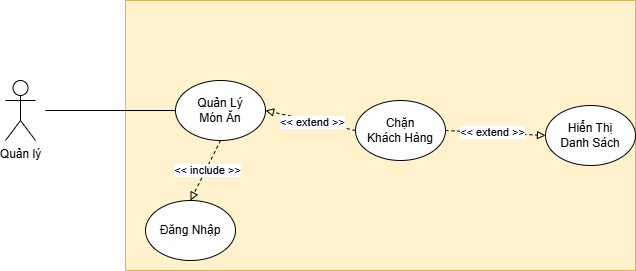 Quản Lý
Món Ăn
<< extend >>
Chặn
Khách Hàng
<< extend >>
Hiển Thị
Danh Sách
Quản lý
<< include >>
Đăng Nhập